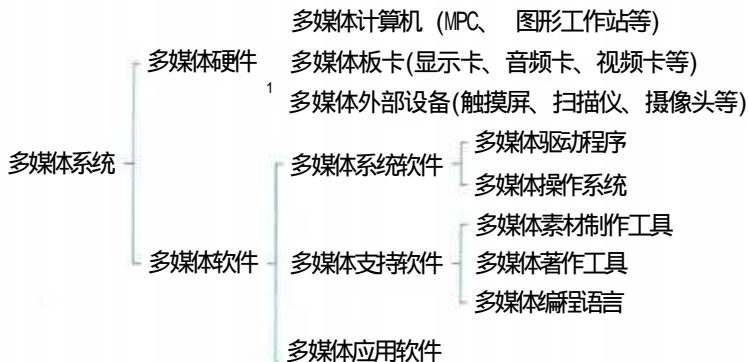 多媒体计算机 (MPC、 图形工作站等)
多媒体硬件
多媒体板卡(显示卡、音频卡、视频卡等)
1
多媒体外部设备(触摸屏、扫描仪、摄像头等)
多媒体系统
多媒体系统软件
多媒体驱动程序
多媒体操作系统
多媒体软件
多媒体支持软件
多媒体素材制作工具
多媒体著作工具
多媒体编程语言
多媒体应用软件